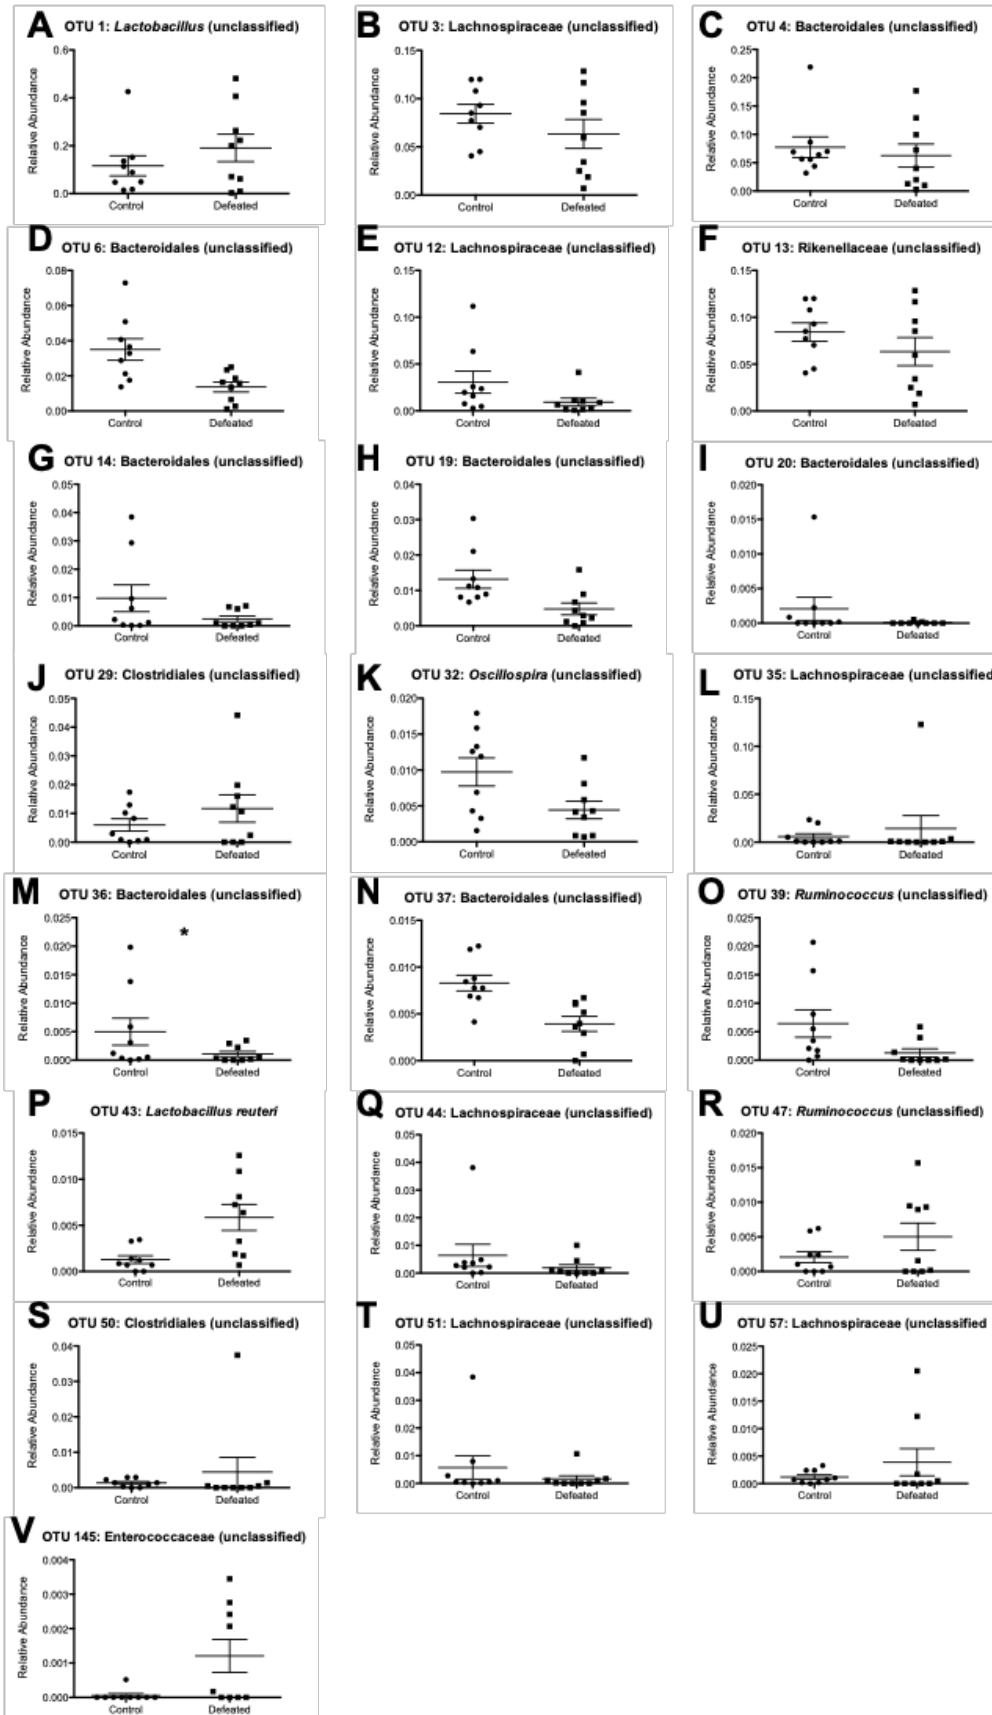 A OTU 1: Lactobacillus (unclassified)
Relative Abundance
0.6
0.4
0.2
0.0
Control Defeated
B OTU 3: Lachnospiraceae (unclassified)
Relative Abundance
0.15
0.10
0.05
0.00
Control Defeated
C OTU 4: Bacteroidales (unclassified)
Relative Abundance
0.25
0.20
0.15
0.10
0.05
0.00
Control Defeated
D OTU 6: Bacteroidales (unclassified)
Relative Abundance
0.08
0.06
0.04
0.02
0.00
Control Defeated
E OTU 12: Lachnospiraceae (unclassified)
Relative Abundance
0.15
0.10
0.05
0.00
Control Defeated
F OTU 13: Rikenellaceae (unclassified)
Relative Abundance
0.15
0.10
0.05
0.00
Control Defeated
G OTU 14: Bacteroidales (unclassified)
Relative Abundance
0.05
0.04
0.03
0.02
0.01
0.00
Control Defeated
H OTU 19: Bacteroidales (unclassified)
Relative Abundance
0.04
0.03
0.02
0.01
0.00
Control Defeated
I OTU 20: Bacteroidales (unclassified)
Relative Abundance
0.020
0.015
0.010
0.005
0.000
Control Defeated
J OTU 29: Clostridiales (unclassified)
Relative Abundance
0.05
0.04
0.03
0.02
0.01
0.00
Control Defeated
K OTU 32: Oscillospira (unclassified)
Relative Abundance
0.020
0.015
0.010
0.005
0.000
Control Defeated
L OTU 35: Lachnospiraceae (unclassified
Relative Abundance
0.15
0.10
0.05
0.00
Control Defeated
M OTU 36: Bacteroidales (unclassified)
Relative Abundance
0.025
0.020
0.015
0.010
0.005
0.000
*
Control Defeated
N OTU 37: Bacteroidales (unclassified)
Relative Abundance
0.015
0.010
0.005
0.000
Control Defeated
O OTU 39: Ruminococcus (unclassified)
Relative Abundance
0.025
0.020
0.015
0.010
0.005
0.000
Control Defeated
P OTU 43: Lactobacillus reuteri
Relative Abundance
0.015
0.010
0.005
0.000
Control Defeated
Q OTU 44: Lachnospiraceae (unclassified)
Relative Abundance
0.05
0.04
0.03
0.02
0.01
0.00
Control Defeated
R OTU 47: Ruminococcus (unclassified)
Relative Abundance
0.020
0.015
0.010
0.005
0.000
Control Defeated
S OTU 50: Clostridiales (unclassified)
Relative Abundance
0.04
0.03
0.02
0.01
0.00
Control Defeated
T OTU 51: Lachnospiraceae (unclassified)
Relative Abundance
0.05
0.04
0.03
0.02
0.01
0.00
Control Defeated
U OTU 57: Lachnospiraceae (unclassified
Relative Abundance
0.025
0.020
0.015
0.010
0.005
0.000
Control Defeated
V OTU 145: Enterococcaceae (unclassified)
Relative Abundance
0.004
0.003
0.002
0.001
0.000
Control Defeated